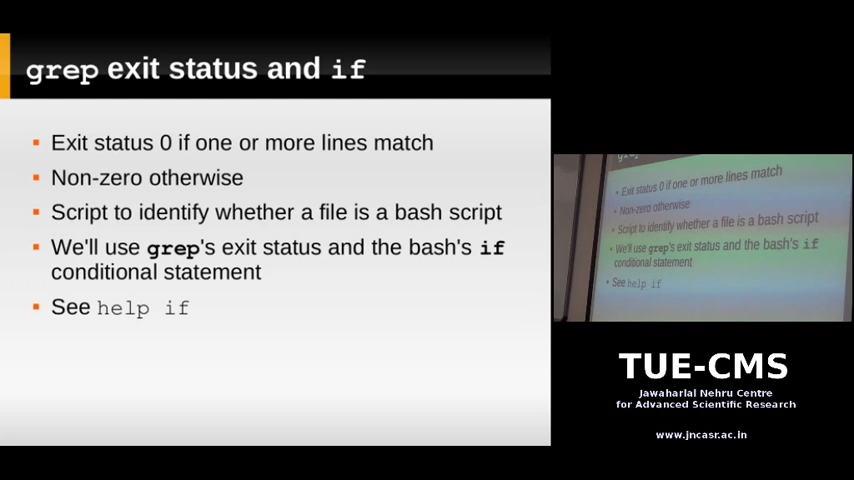 grep exit status and if
Exit status 0 if one or more lines match
Non-zero otherwise
Script to identify whether a file is a bash script
We'll use grep's exit status and the bash's if
conditional statement
See help if
Exit status 0 if one or more lines match
Non-zero otherwise
Script to identify whether a file is a bash script
We'll use grep's exit status and the bash's if
conditional statement
See help if
TUE-CMS
Jawaharlal Nehru Centre
for Advanced Scientific Research
www.jncasr.ac.in